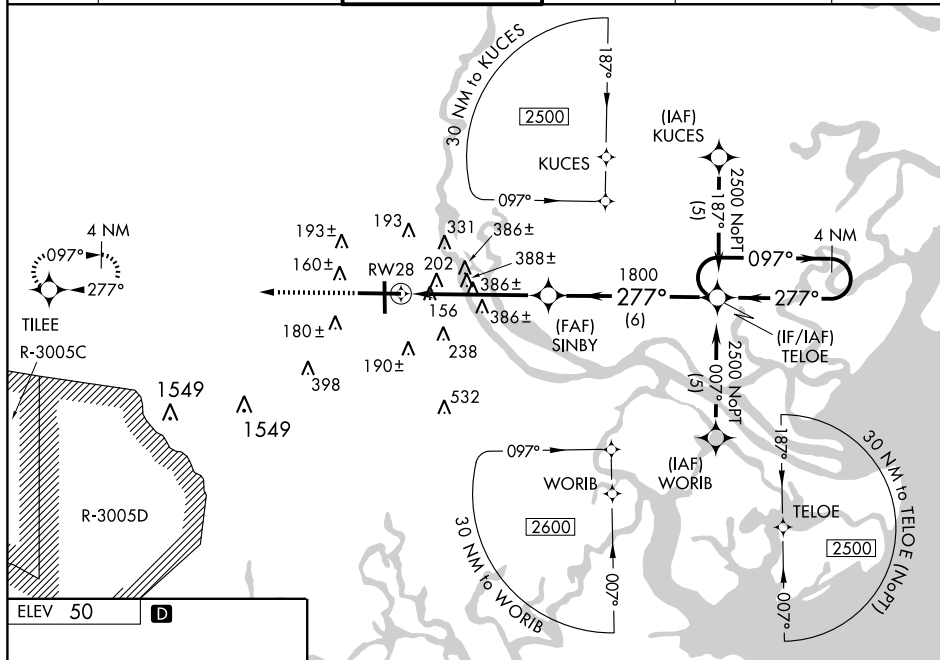 30 NM to KUCES
187°
2500
KUCES
097°
(IAF)
KUCES
2500 NoPT
187°
(5)
4 NM
097°
277°
4 NM
097°
277°
TILEE
193±
193
331
386±
160±
RW28
202
388±
386±
156
386±
180±
190±
238
398
532
1800
277°
(6)
(FAF)
SINBY
(IF/IAF)
TELOE
2500 NoPT
007°
(5)
(IAF)
WORIB
R-3005C
1549
1549
R-3005D
097°
WORIB
2600
007°
30 NM to WORIB
187°
TELOE
2500
007°
30 NM to TELOE (NoPT)
ELEV 50
D